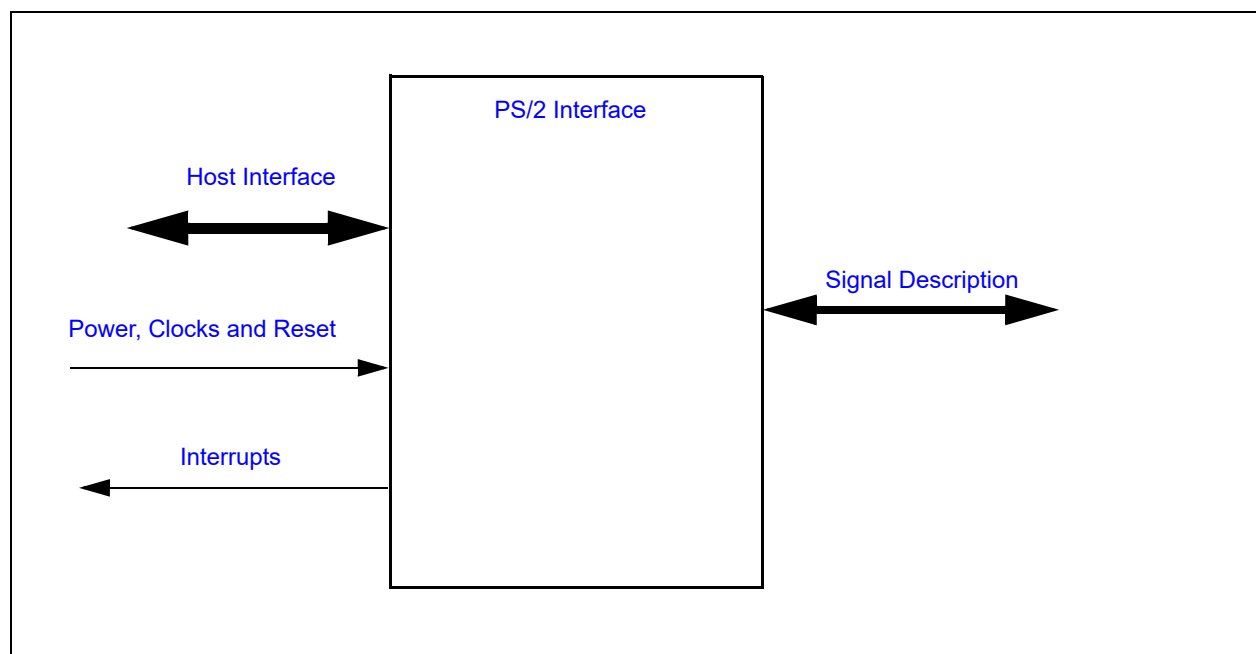 PS/2 Interface
Host Interface
Signal Description
Power, Clocks and Reset
Interrupts